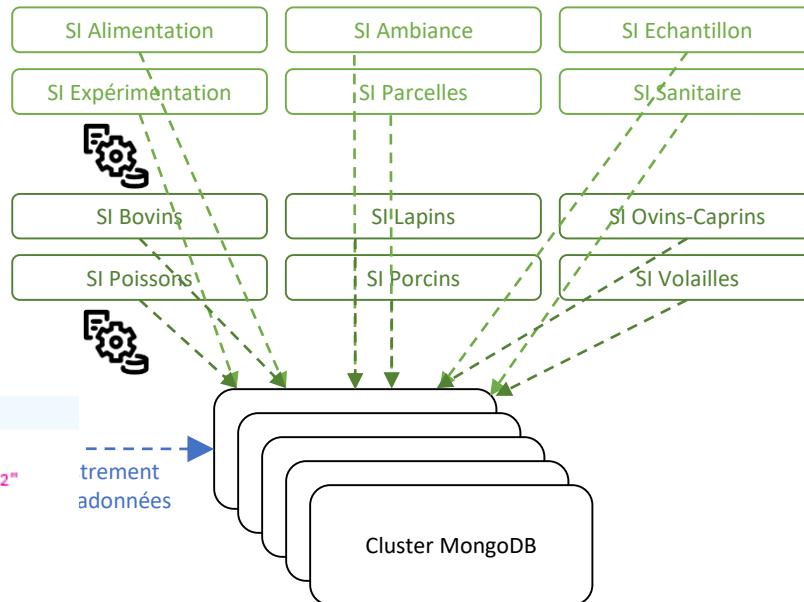 SI Alimentation
SI Ambiance
SI Echantillon
SI Expérimentation
SI Parcelles
SI Sanitaire
SI Bovins
SI Lapins
SI Ovins-Caprins
SI Poissons
SI Porcins
SI Volailles
2"
trement
adonnées
Cluster MongoDB